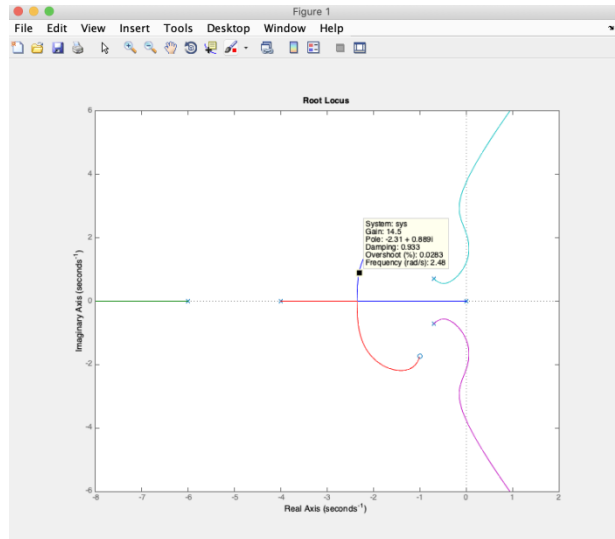 Figure 1
File Edit View Insert Tools Desktop Window Help
Root Locus
System: sys
Gain: 14.5
Pole: -2.31 + 0.889i
Damping: 0.933
Overshoot (%): 0.0283
Frequency (rad/s): 2.48
Imaginary Axis (seconds⁻¹)
6
4
2
0
-2
-4
-6
-8 -7 -6 -5 -4 -3 -2 -1 0 1 2
Real Axis (seconds⁻¹)